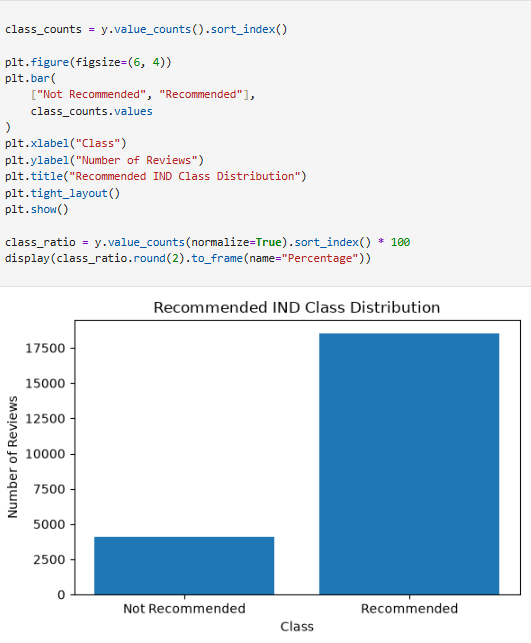 class_counts = y.value_counts().sort_index()
plt.figure(figsize=(6, 4))
plt.bar(
    ["Not Recommended", "Recommended"],
    class_counts.values
)
plt.xlabel("Class")
plt.ylabel("Number of Reviews")
plt.title("Recommended IND Class Distribution")
plt.tight_layout()
plt.show()
class_ratio = y.value_counts(normalize=True).sort_index() * 100
display(class_ratio.round(2).to_frame(name="Percentage"))
Recommended IND Class Distribution
Number of Reviews
17500
15000
12500
10000
7500
5000
2500
0
Not Recommended Recommended
Class